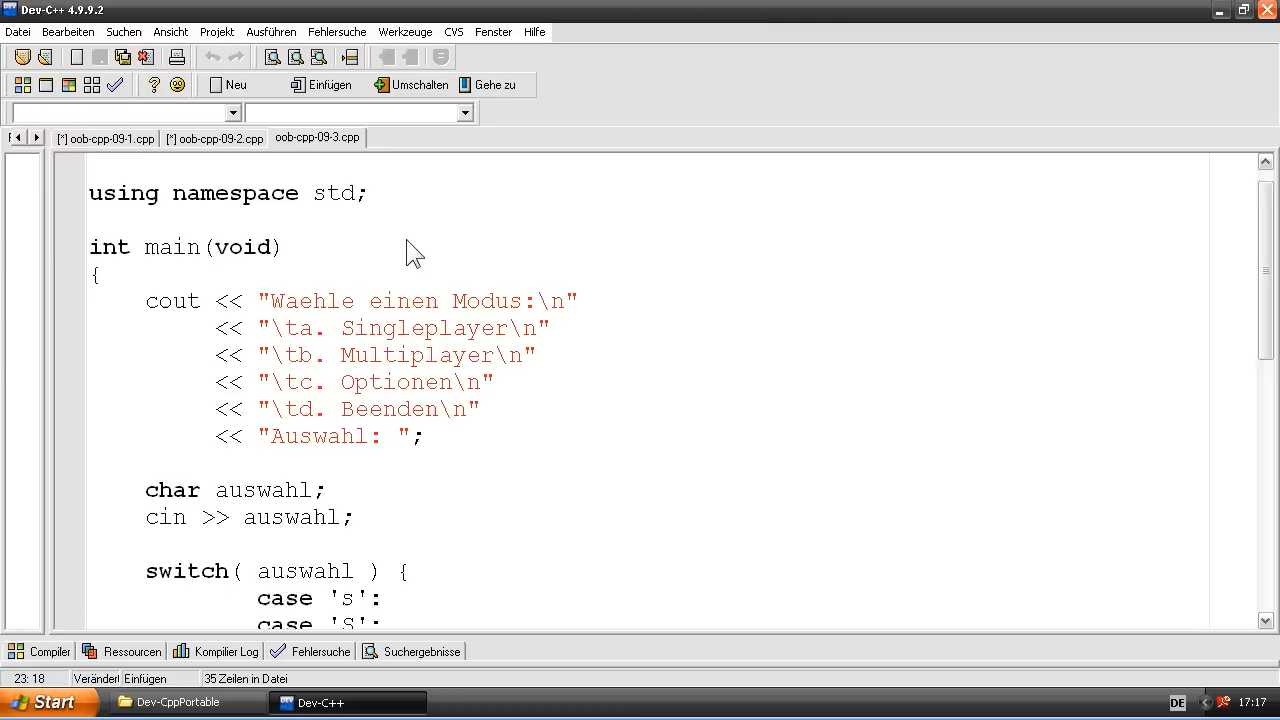 Dev-C++ 4.9.9.2
Datei Bearbeiten Suchen Ansicht Projekt Ausführen Fehlersuche Werkzeuge CVS Fenster Hilfe
Neu Einfügen Umschalten Gehe zu
[*] oob-cpp-09-1.cpp [*] oob-cpp-09-2.cpp oob-cpp-09-3.cpp
using namespace std;
int main(void)
{
cout << "Waehle einen Modus:\n"
<< "\ta. Singleplayer\n"
<< "\tb. Multiplayer\n"
<< "\tc. Optionen\n"
<< "\td. Beenden\n"
<< "Auswahl: ";
char auswahl;
cin >> auswahl;
switch( auswahl ) {
case 's':
case 'S':
Compiler Ressourcen Kompilier Log Fehlersuche Suchergebnisse
23: 18 Veränder Einfügen 35 Zeilen in Datei
Start Dev-CppPortable Dev-C++ DE 17:17